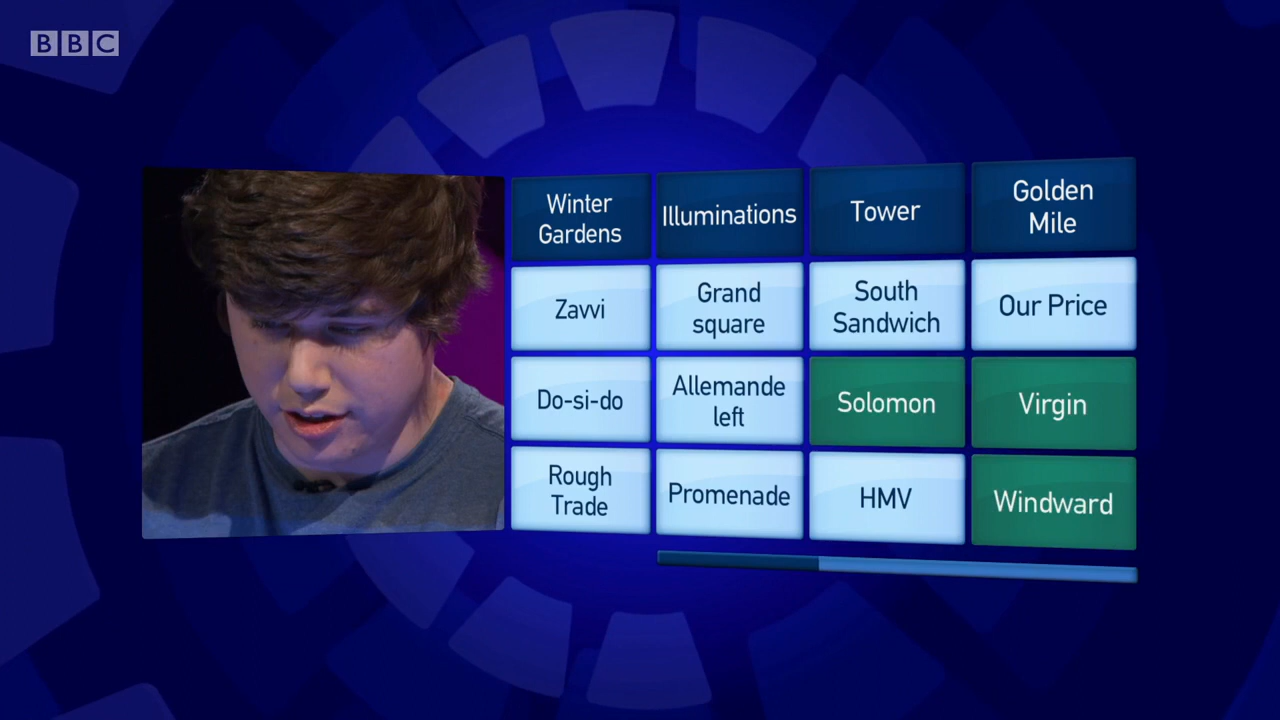 BBC
Winter
Gardens
Illuminations
Tower
Golden
Mile
Zavvi
Grand
square
South
Sandwich
Our Price
Do-si-do
Allemande
left
Solomon
Virgin
Rough
Trade
Promenade
HMV
Windward